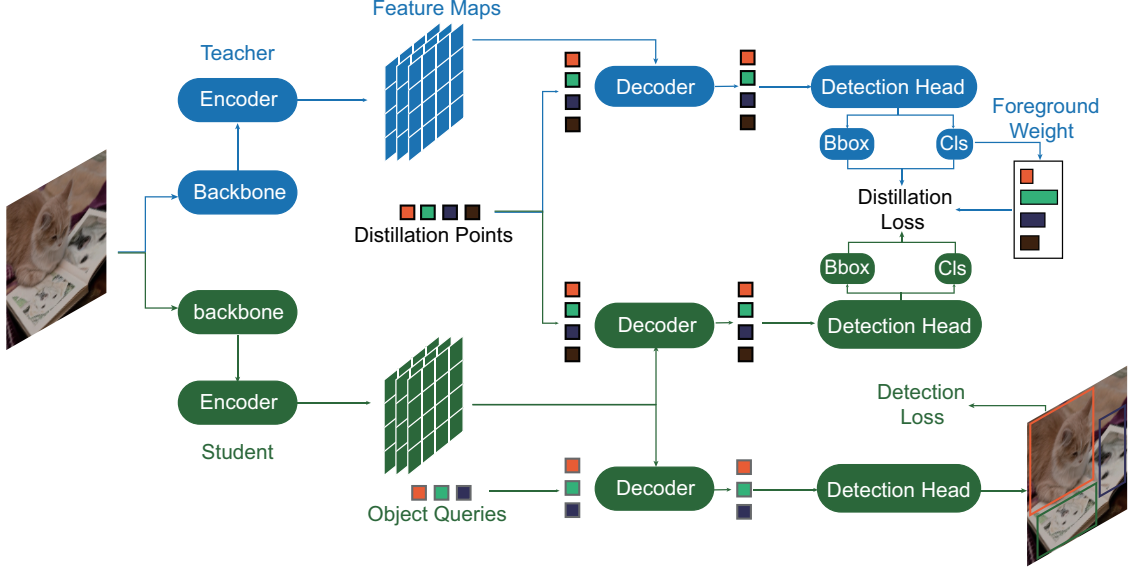 Feature Maps
Teacher
Encoder
Decoder
Detection Head
Foreground
Weight
Bbox
Cls
Backbone
Distillation
Loss
Distillation Points
Bbox
Cls
backbone
Decoder
Detection Head
Encoder
Detection
Loss
Student
Decoder
Detection Head
Object Queries